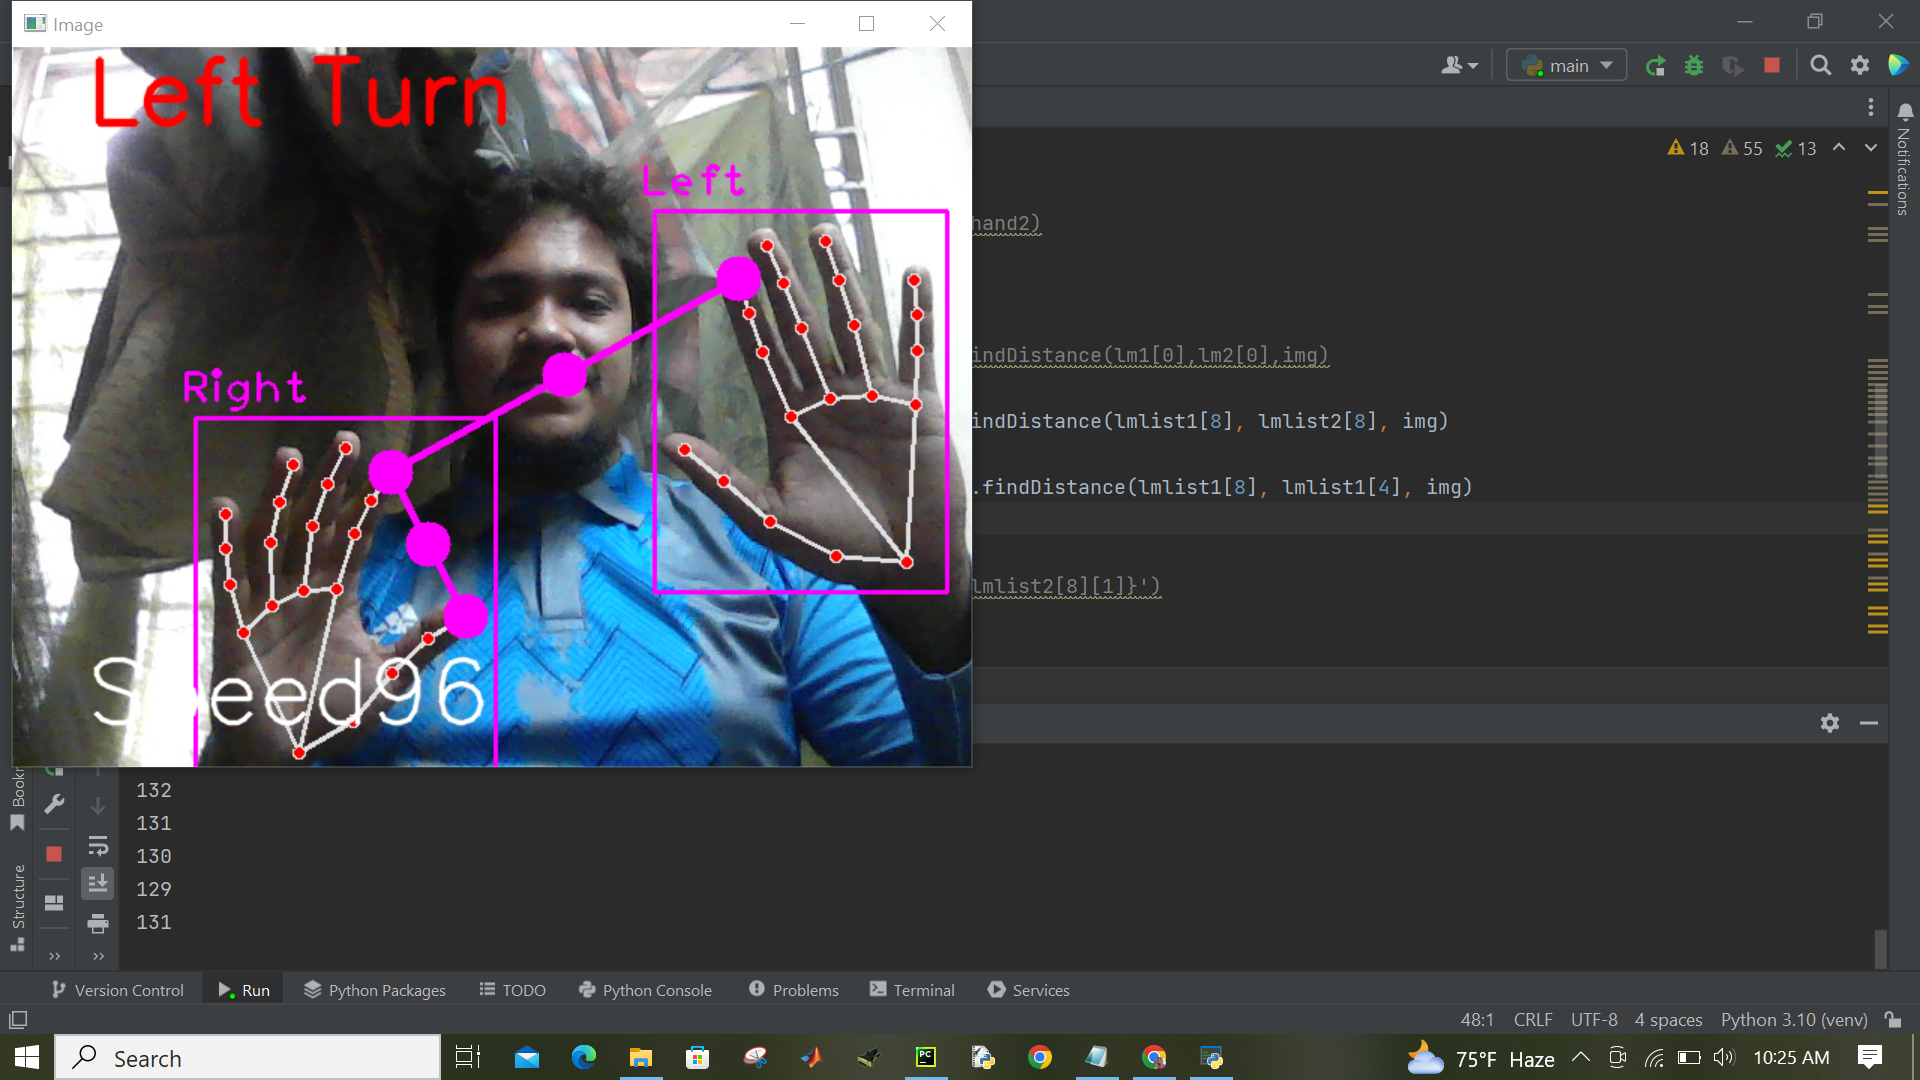 Image
Left Turn
Left
Right
Speed96
main
18 55 13
Notifications
hand2)
indDistance(lm1[0],lm2[0],img)
indDistance(lmlist1[8], lmlist2[8], img)
.findDistance(lmlist1[8], lmlist1[4], img)
lmlist2[8][1]}')
132
131
130
129
131
Structure
Version Control
Run
Python Packages
TODO
Python Console
Problems
Terminal
Services
48:1 CRLF UTF-8 4 spaces Python 3.10 (venv)
Search
PC
75°F Haze
10:25 AM